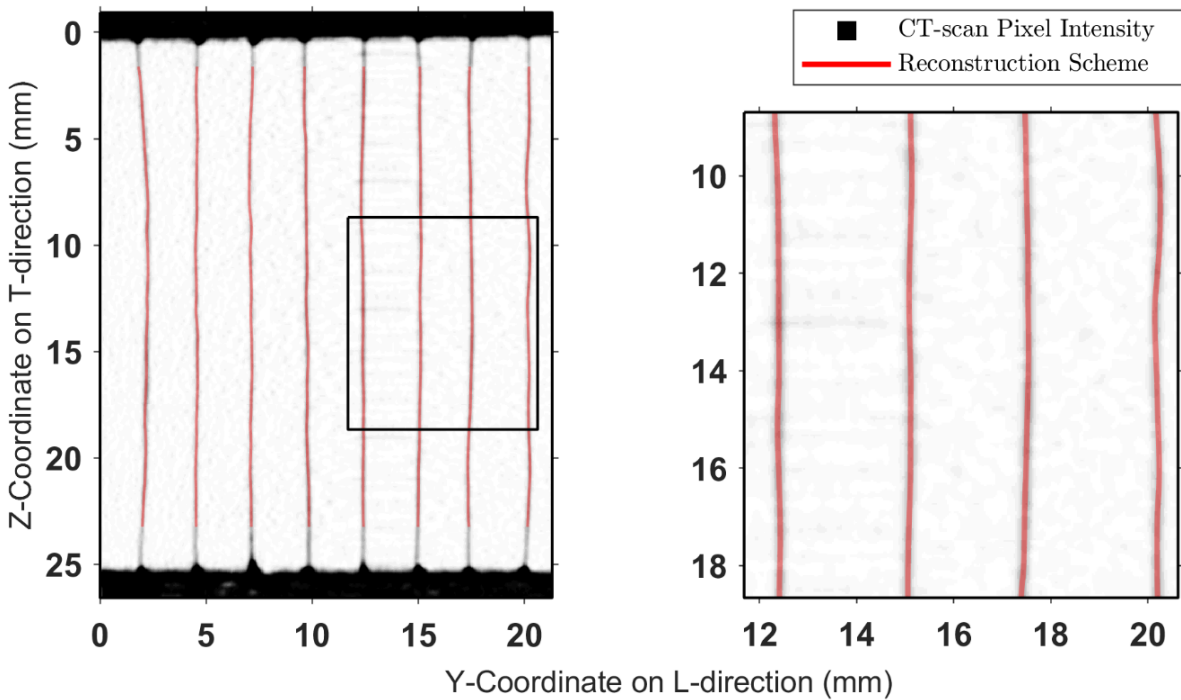 CT-scan Pixel Intensity
Reconstruction Scheme
Z-Coordinate on T-direction (mm)
0
5
10
15
20
25
0 5 10 15 20
10
12
14
16
18
12 14 16 18 20
Y-Coordinate on L-direction (mm)